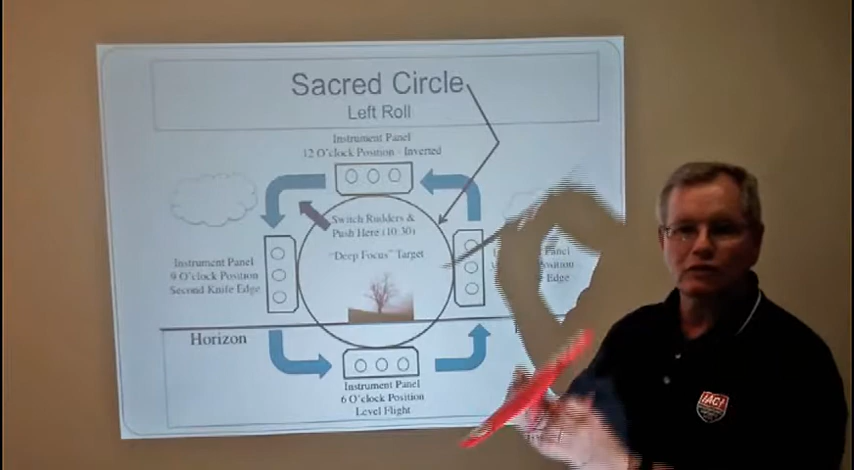 Sacred Circle
Left Roll
Instrument Panel
12 O'clock Position - Inverted
Switch Rudders &
Push Here (10:30)
"Deep Focus" Target
Instrument Panel
9 O'clock Position
Second Knife Edge
Panel
Position
Edge
Horizon
Instrument Panel
6 O'clock Position
Level Flight
IAC